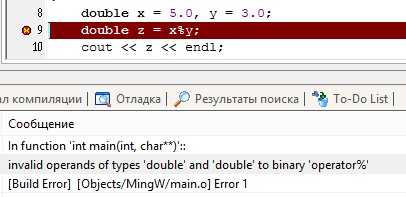 8 double x = 5.0, y = 3.0;
9 double z = x%y;
10 cout << z << endl;
ал компиляции Отладка Результаты поиска To-Do List
Сообщение
In function 'int main(int, char**)'::
invalid operands of types 'double' and 'double' to binary 'operator%'
[Build Error] [Objects/MingW/main.o] Error 1